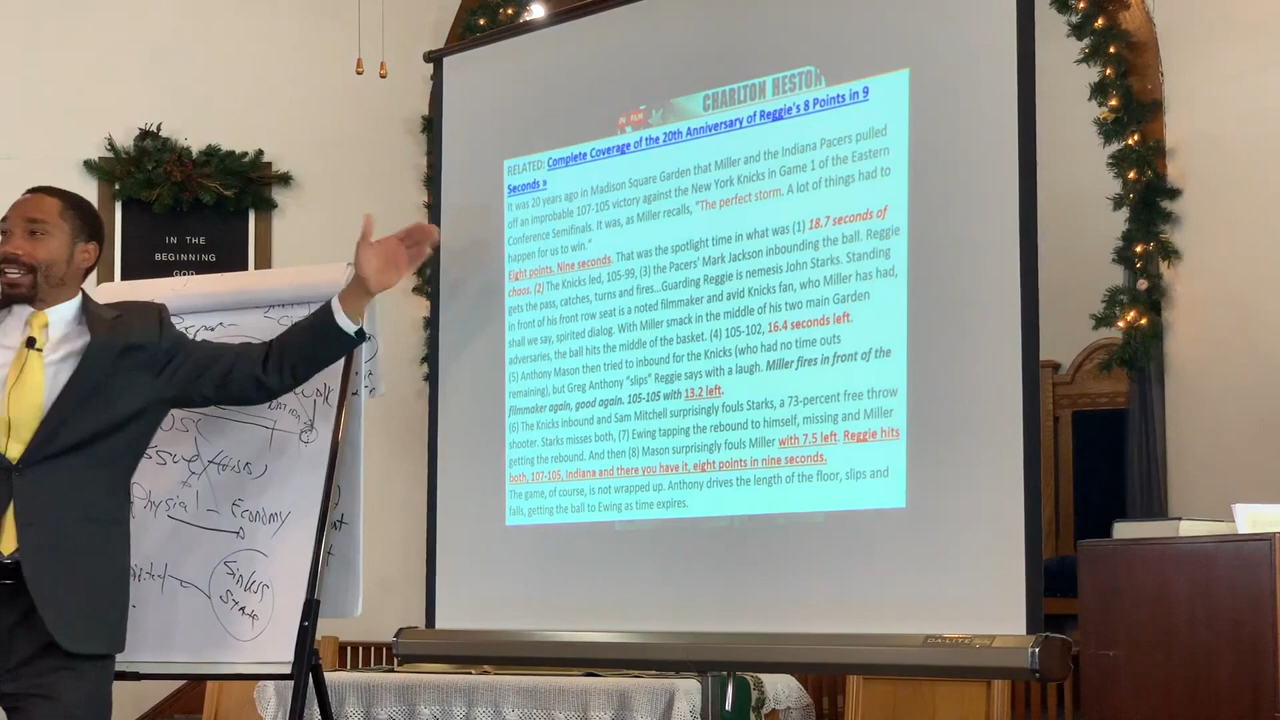 CHARLTON HESTON
RELATED: Complete Coverage of the 20th Anniversary of Reggie's 8 Points in 9
Seconds »
It was 20 years ago in Madison Square Garden that Miller and the Indiana Pacers pulled
off an improbable 107-105 victory against the New York Knicks in Game 1 of the Eastern
Conference Semifinals. It was, as Miller recalls, "The perfect storm. A lot of things had to
happen for us to win."
Eight points. Nine seconds. That was the spotlight time in what was (1) 18.7 seconds of
chaos. (2) The Knicks led, 105-99, (3) the Pacers' Mark Jackson inbounding the ball. Reggie
gets the pass, catches, turns and fires...Guarding Reggie is nemesis John Starks. Standing
in front of his front row seat is a noted filmmaker and avid Knicks fan, who Miller has had,
shall we say, spirited dialog. With Miller smack in the middle of his two main Garden
adversaries, the ball hits the middle of the basket. (4) 105-102, 16.4 seconds left.
(5) Anthony Mason then tried to inbound for the Knicks (who had no time outs
remaining), but Greg Anthony "slips" Reggie says with a laugh. Miller fires in front of the
filmmaker again, good again. 105-105 with 13.2 left.
(6) The Knicks inbound and Sam Mitchell surprisingly fouls Starks, a 73-percent free throw
shooter. Starks misses both, (7) Ewing tapping the rebound to himself, missing and Miller
getting the rebound. And then (8) Mason surprisingly fouls Miller with 7.5 left. Reggie hits
both, 107-105, Indiana and there you have it, eight points in nine seconds.
The game, of course, is not wrapped up. Anthony drives the length of the floor, slips and
falls, getting the ball to Ewing as time expires.
IN THE
BEGINNING
GOD
Physial - Economy
Sinless
State
DA-LITE